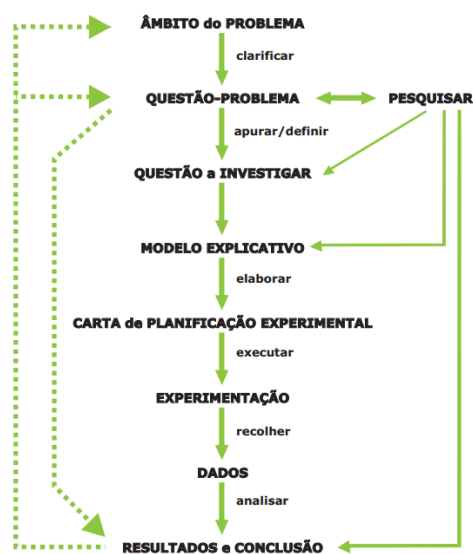 ÂMBITO do PROBLEMA
clarificar
QUESTÃO-PROBLEMA
PESQUISAR
apurar/definir
QUESTÃO a INVESTIGAR
MODELO EXPLICATIVO
elaborar
CARTA de PLANIFICAÇÃO EXPERIMENTAL
executar
EXPERIMENTAÇÃO
recolher
DADOS
analisar
RESULTADOS e CONCLUSÃO